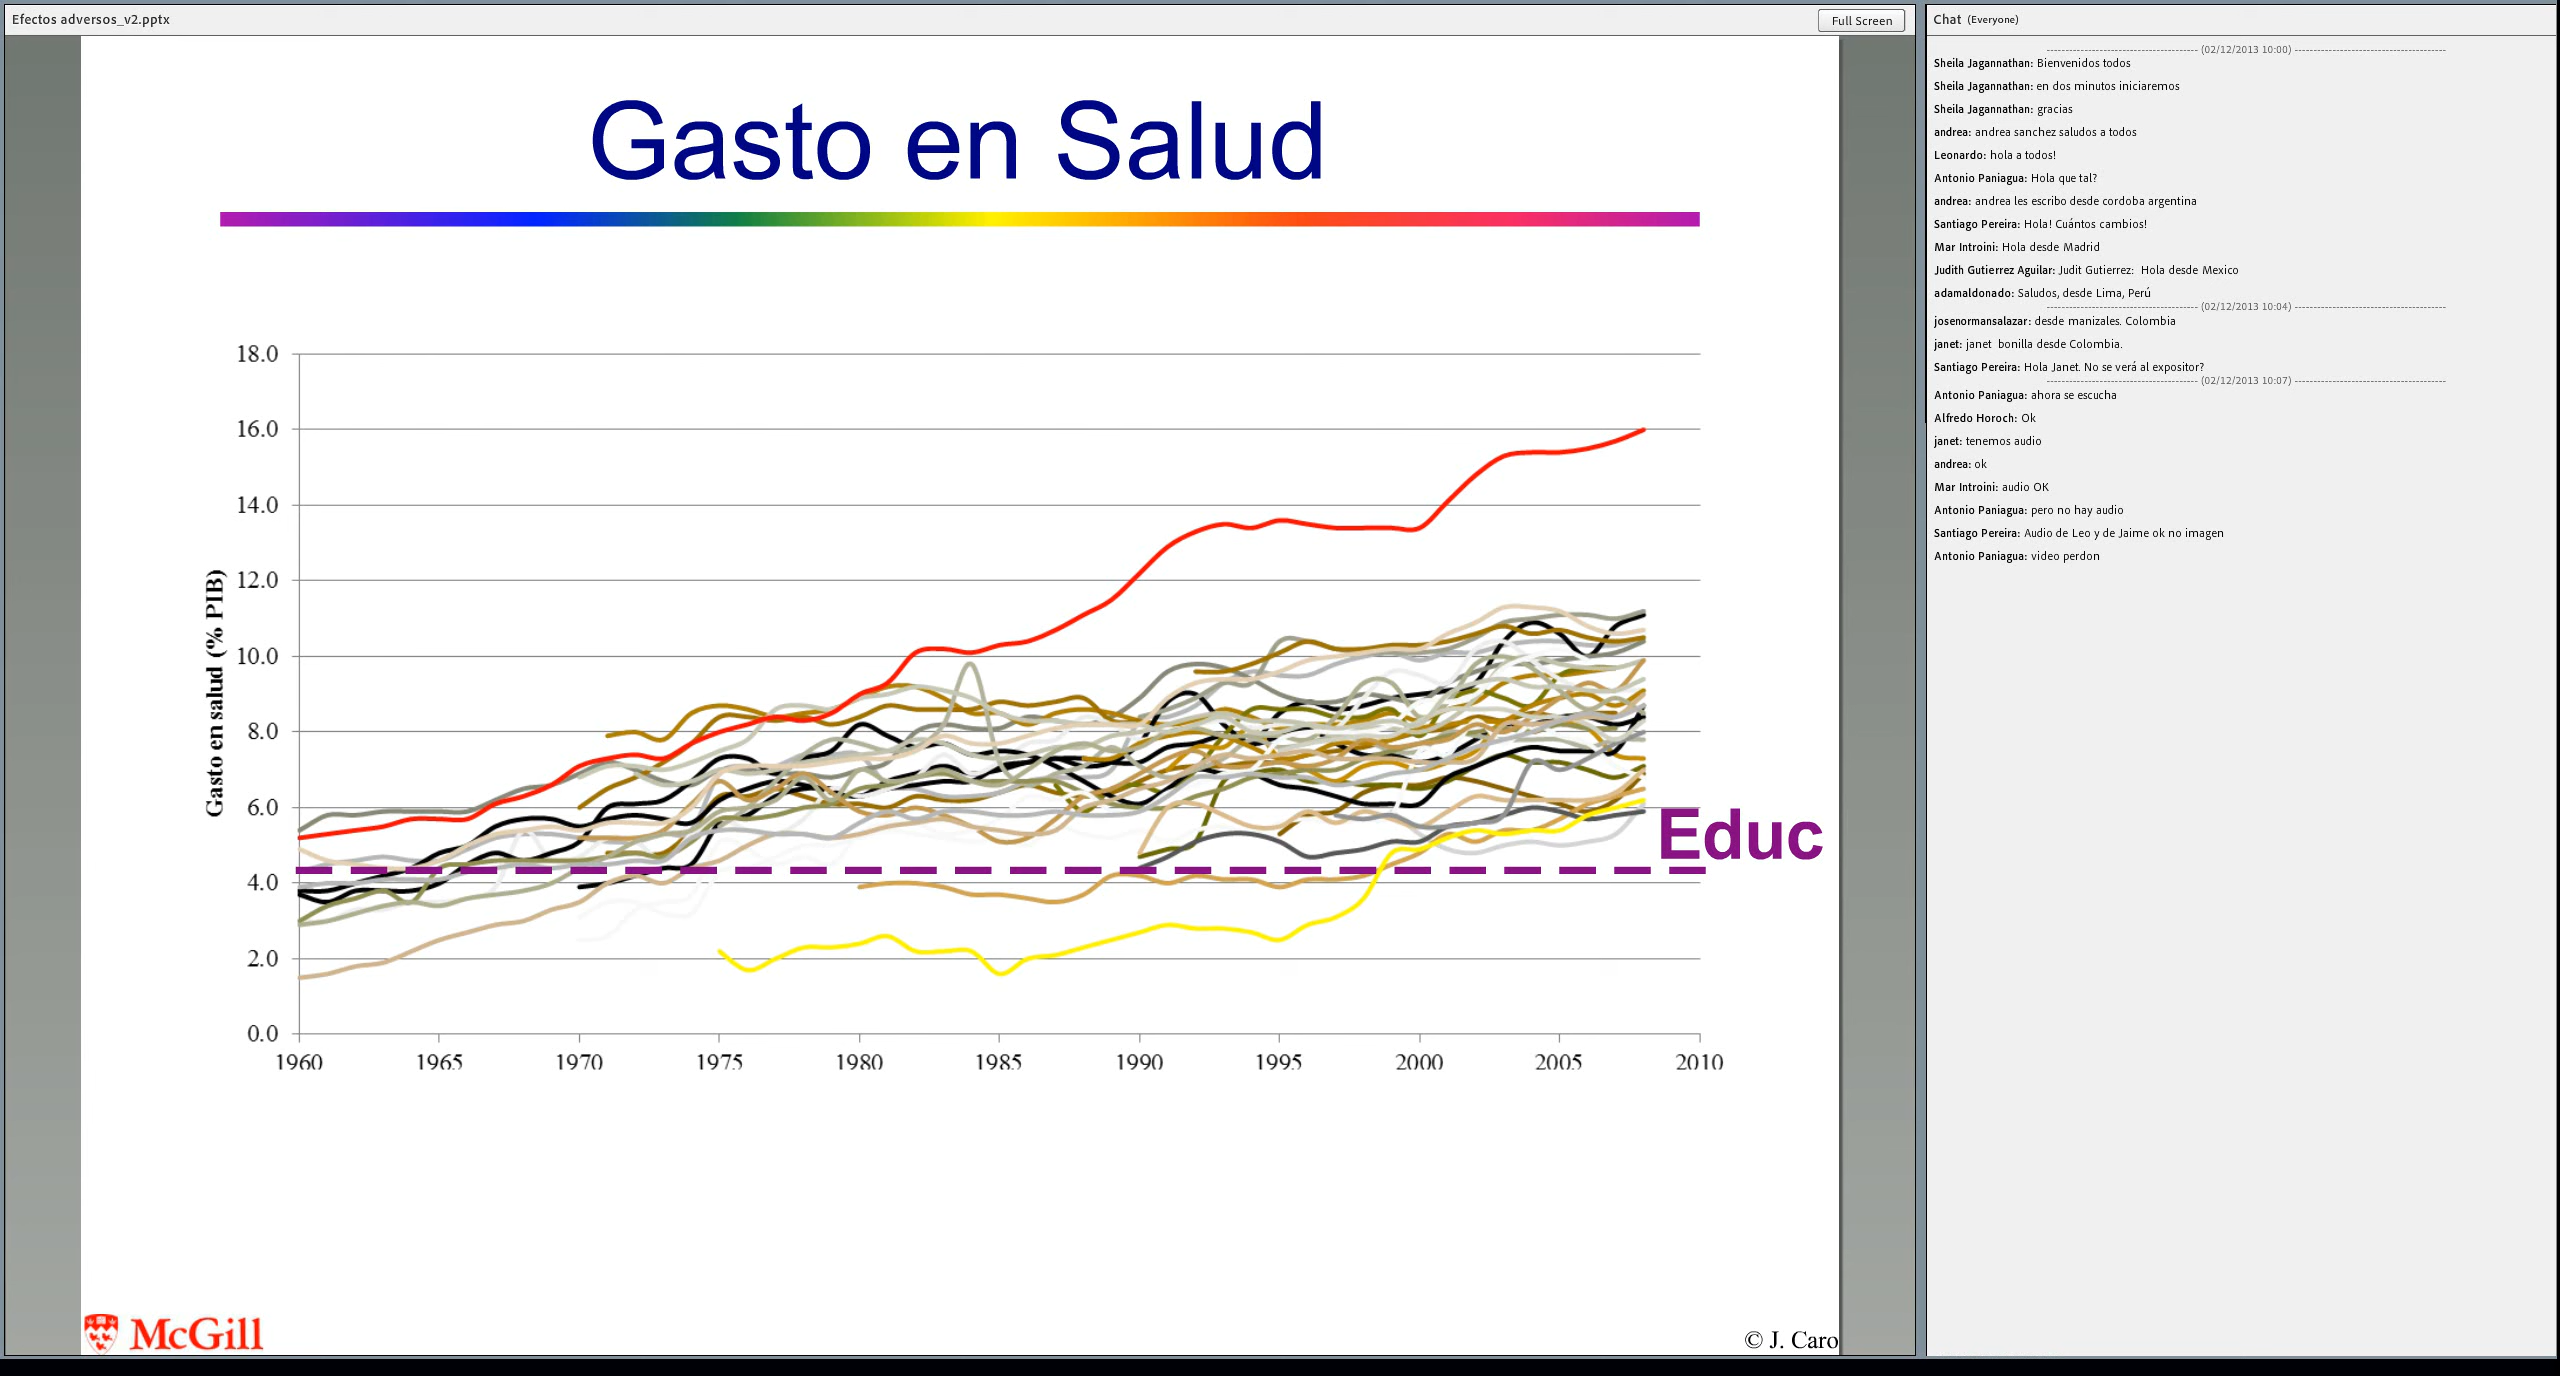 Efectos adversos_v2.pptx
Full Screen
Gasto en Salud
Gasto en salud (% PIB)
18.0
16.0
14.0
12.0
10.0
8.0
6.0
4.0
2.0
0.0
1960 1965 1970 1975 1980 1985 1990 1995 2000 2005 2010
Educ
McGill
© J. Caro
Chat (Everyone)
(02/12/2013 10:00)
Sheila Jagannathan: Bienvenidos todos
Sheila Jagannathan: en dos minutos iniciaremos
Sheila Jagannathan: gracias
andrea: andrea sanchez saludos a todos
Leonardo: hola a todos!
Antonio Paniagua: Hola que tal?
andrea: andrea les escribo desde cordoba argentina
Santiago Pereira: Hola! Cuántos cambios!
Mar Introini: Hola desde Madrid
Judith Gutierrez Aguilar: Judit Gutierrez: Hola desde Mexico
adamaldonado: Saludos, desde Lima, Perú
(02/12/2013 10:04)
josenormansalazar: desde manizales. Colombia
janet: janet bonilla desde Colombia.
Santiago Pereira: Hola Janet. No se verá al expositor?
(02/12/2013 10:07)
Antonio Paniagua: ahora se escucha
Alfredo Horoch: Ok
janet: tenemos audio
andrea: ok
Mar Introini: audio OK
Antonio Paniagua: pero no hay audio
Santiago Pereira: Audio de Leo y de Jaime ok no imagen
Antonio Paniagua: video perdon